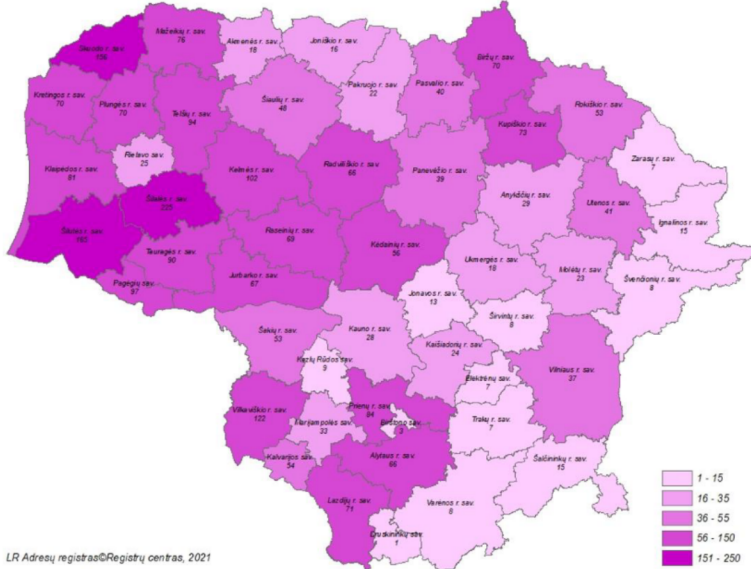 Mažeikių r. sav.
76
Akmenės r. sav.
18
Joniškio r. sav.
16
Biržų r. sav.
70
Skuodo r. sav.
Pakruojo r. sav.
22
Pasvalio r. sav.
40
Rokiškio r. sav.
53
Kretingos r. sav.
70
Plungės r. sav.
70
Telšių r. sav.
94
Šiaulių r. sav.
48
Kupiškio r. sav.
73
Rietavo sav.
25
Klaipėdos r. sav.
81
Kelmės r. sav.
102
Radviliškio r. sav.
66
Panevėžio r. sav.
39
Zarasų r. sav.
7
Anykščių r. sav.
29
Utenos r. sav.
41
Ignalinos r. sav.
15
Šilalės r. sav.
Šilutės r. sav.
Tauragės r. sav.
90
Raseinių r. sav.
69
Kėdainių r. sav.
56
Ukmergės r. sav.
18
Molėtų r. sav.
23
Švenčionių r. sav.
8
Pagėgių r. sav.
87
Jurbarko r. sav.
67
Jonavos r. sav.
13
Širvintų r. sav.
8
Šakių r. sav.
53
Kauno r. sav.
28
Kaišiadorių r. sav.
24
Kazlų Rūdos sav.
9
Elektrėnų sav.
7
Vilniaus r. sav.
37
Vilkaviškio r. sav.
122
Marijampolės sav.
33
Prienų r. sav.
84
Birštono sav.
3
Trakų r. sav.
7
Kalvarijos sav.
54
Alytaus r. sav.
66
Šalčininkų r. sav.
15
Lazdijų r. sav.
71
Varėnos r. sav.
Druskininkų sav.
1
1 - 15
16 - 35
36 - 55
56 - 150
151 - 250
LR Adresų registras©Registrų centras, 2021